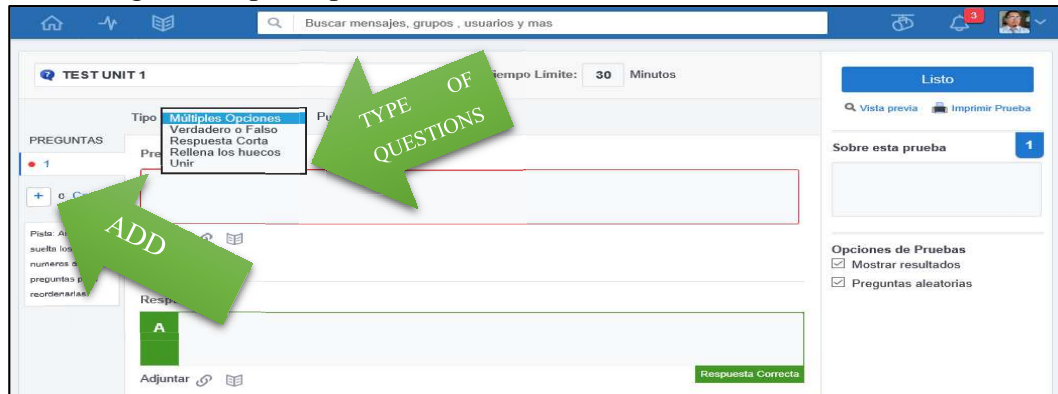 Buscar mensajes, grupos , usuarios y mas
3
TEST UNIT 1
Límite: 30 Minutos
Listo
Vista previa Imprimir Prueba
Tipo Múltiples Opciones
Verdadero o Falso
Respuesta Corta
Rellena los huecos
Unir
TYPE OF
QUESTIONS
PREGUNTAS
1
Sobre esta prueba 1
+ o
ADD
Pista:
suelta los
numeros
preguntas
reordenarlas
Opciones de Pruebas
Mostrar resultados
Preguntas aleatorias
A
Respuesta Correcta
Adjuntar